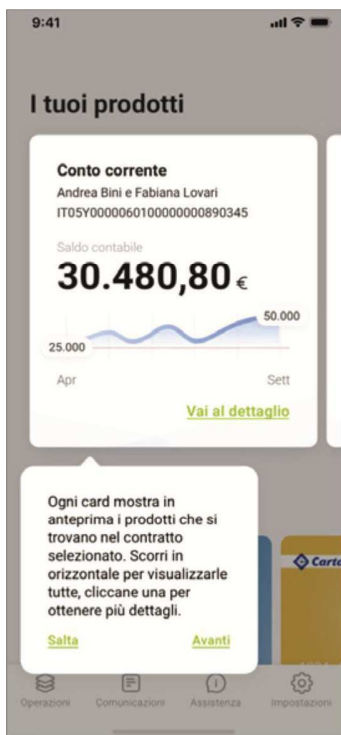 9:41
I tuoi prodotti
Conto corrente
Andrea Bini e Fabiana Lovari
IT05Y0000060100000000890345
Saldo contabile
30.480,80 €
50.000
25.000
Apr Sett
Vai al dettaglio
Ogni card mostra in
anteprima i prodotti che si
trovano nel contratto
selezionato. Scorri in
orizzontale per visualizzarle
tutte, cliccane una per
ottenere più dettagli.
Salta Avanti
Carta
Operazioni Comunicazioni Assistenza Impostazioni